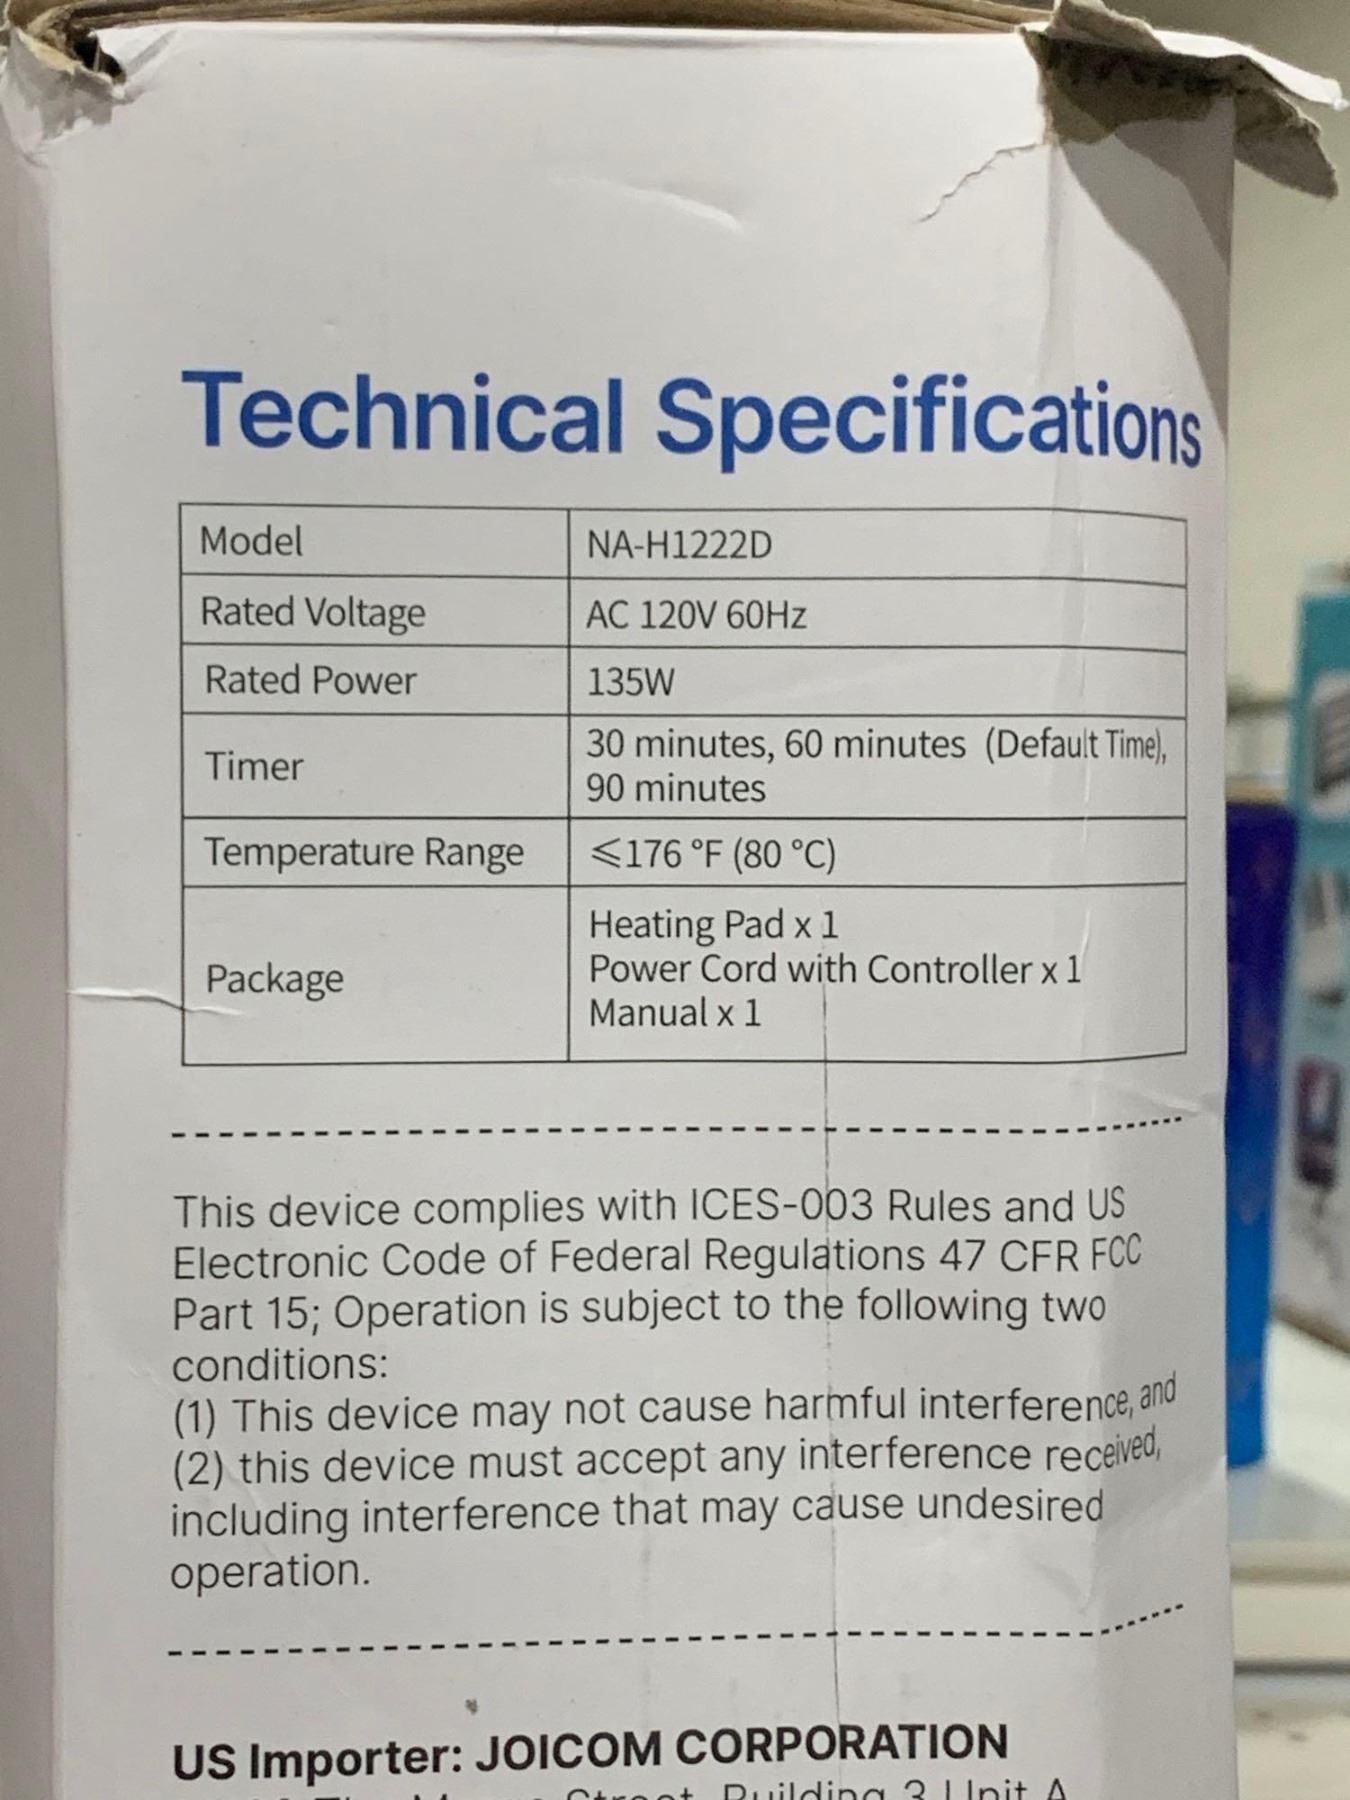 Technical Specifications
Model NA-H1222D
Rated Voltage AC 120V 60Hz
Rated Power 135W
Timer 30 minutes, 60 minutes (Default Time),
90 minutes
Temperature Range ⩽176 °F (80 °C)
Package Heating Pad x 1
Power Cord with Controller x 1
Manual x 1
This device complies with ICES-003 Rules and US
Electronic Code of Federal Regulations 47 CFR FCC
Part 15; Operation is subject to the following two
conditions:
(1) This device may not cause harmful interference, and
(2) this device must accept any interference received,
including interference that may cause undesired
operation.
US Importer: JOICOM CORPORATION
Street, Building 3 Unit A